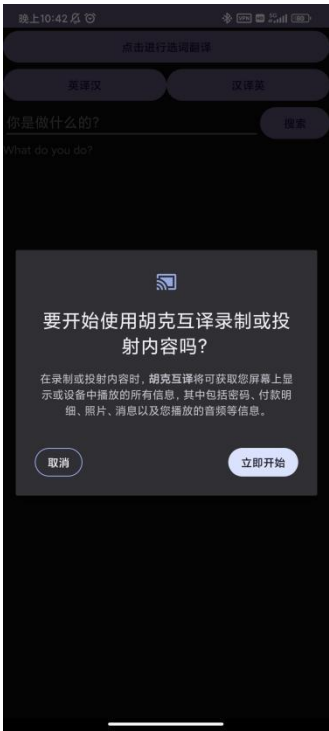 晚上10:42
点击进行选词翻译
英译汉
汉译英
你是做什么的?
搜索
What do you do?
要开始使用胡克互译录制或投
射内容吗?
在录制或投射内容时,胡克互译将可获取您屏幕上显
示或设备中播放的所有信息,其中包括密码、付款明
细、照片、消息以及您播放的音频等信息。
取消
立即开始